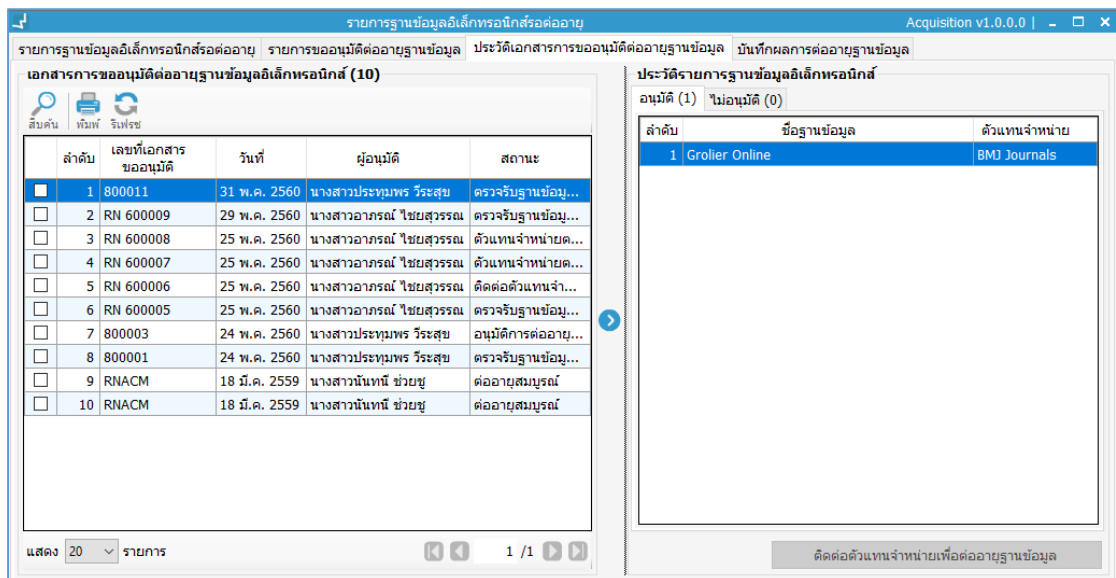 รายการฐานข้อมูลอิเล็กทรอนิกส์รอต่ออายุ Acquisition v1.0.0.0 |
รายการฐานข้อมูลอิเล็กทรอนิกส์รอต่ออายุ รายการขออนุมัติต่ออายุฐานข้อมูล ประวัติเอกสารการขออนุมัติต่ออายุฐานข้อมูล บันทึกผลการต่ออายุฐานข้อมูล
เอกสารการขออนุมัติต่ออายุฐานข้อมูลอิเล็กทรอนิกส์ (10)
สืบค้น พิมพ์ รีเฟรช
ลำดับ เลขที่เอกสาร วันที่ ผู้อนุมัติ สถานะ
ขออนุมัติ
1 800011 31 พ.ค. 2560 นางสาวประทุมพร วีระสุข ตรวจรับฐานข้อมู...
2 RN 600009 29 พ.ค. 2560 นางสาวอาภรณ์ ไชยสุวรรณ ตรวจรับฐานข้อมู...
3 RN 600008 25 พ.ค. 2560 นางสาวอาภรณ์ ไชยสุวรรณ ตัวแทนจำหน่ายต...
4 RN 600007 25 พ.ค. 2560 นางสาวอาภรณ์ ไชยสุวรรณ ตัวแทนจำหน่ายต...
5 RN 600006 25 พ.ค. 2560 นางสาวอาภรณ์ ไชยสุวรรณ ติดต่อตัวแทนจำ...
6 RN 600005 25 พ.ค. 2560 นางสาวอาภรณ์ ไชยสุวรรณ ตรวจรับฐานข้อมู...
7 800003 24 พ.ค. 2560 นางสาวประทุมพร วีระสุข อนุมัติการต่ออายุ...
8 800001 24 พ.ค. 2560 นางสาวประทุมพร วีระสุข ตรวจรับฐานข้อมู...
9 RNACM 18 มี.ค. 2559 นางสาวนันทนี ช่วยชู ต่ออายุสมบูรณ์
10 RNACM 18 มี.ค. 2559 นางสาวนันทนี ช่วยชู ต่ออายุสมบูรณ์
แสดง 20 รายการ 1 /1
ประวัติรายการฐานข้อมูลอิเล็กทรอนิกส์
อนุมัติ (1) ไม่อนุมัติ (0)
ลำดับ ชื่อฐานข้อมูล ตัวแทนจำหน่าย
1 Grolier Online BMJ Journals
ติดต่อตัวแทนจำหน่ายเพื่อต่ออายุฐานข้อมูล